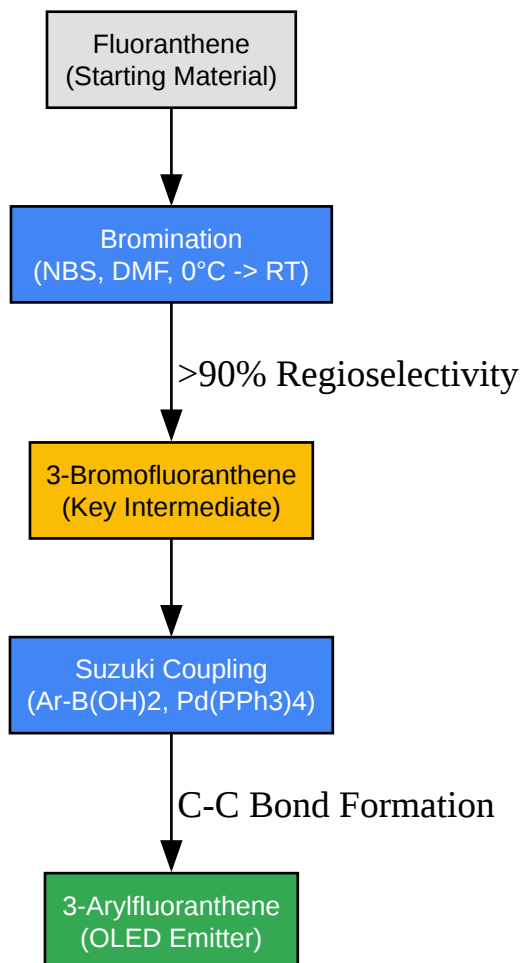 Fluoranthene
(Starting Material)
Bromination
(NBS, DMF, 0°C -> RT)
>90% Regioselectivity
3-Bromofluoranthene
(Key Intermediate)
Suzuki Coupling
(Ar-B(OH)2, Pd(PPh3)4)
C-C Bond Formation
3-Arylfluoranthene
(OLED Emitter)